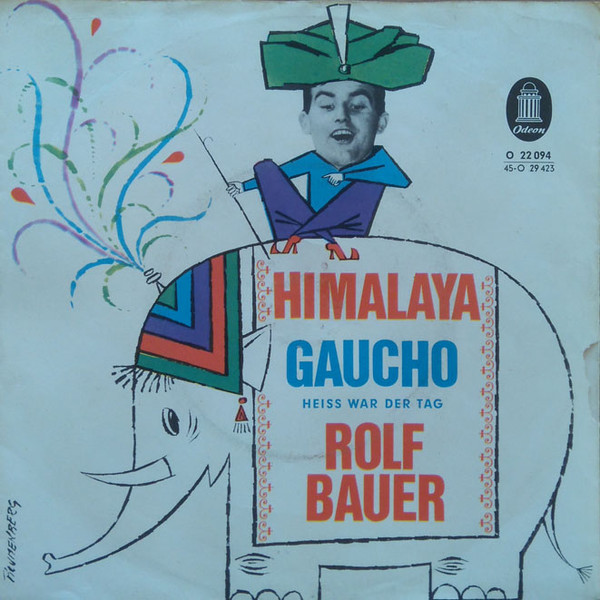 Odeon
O 22 094
45-O 29 423
HIMALAYA
GAUCHO
HEISS WAR DER TAG
ROLF
BAUER